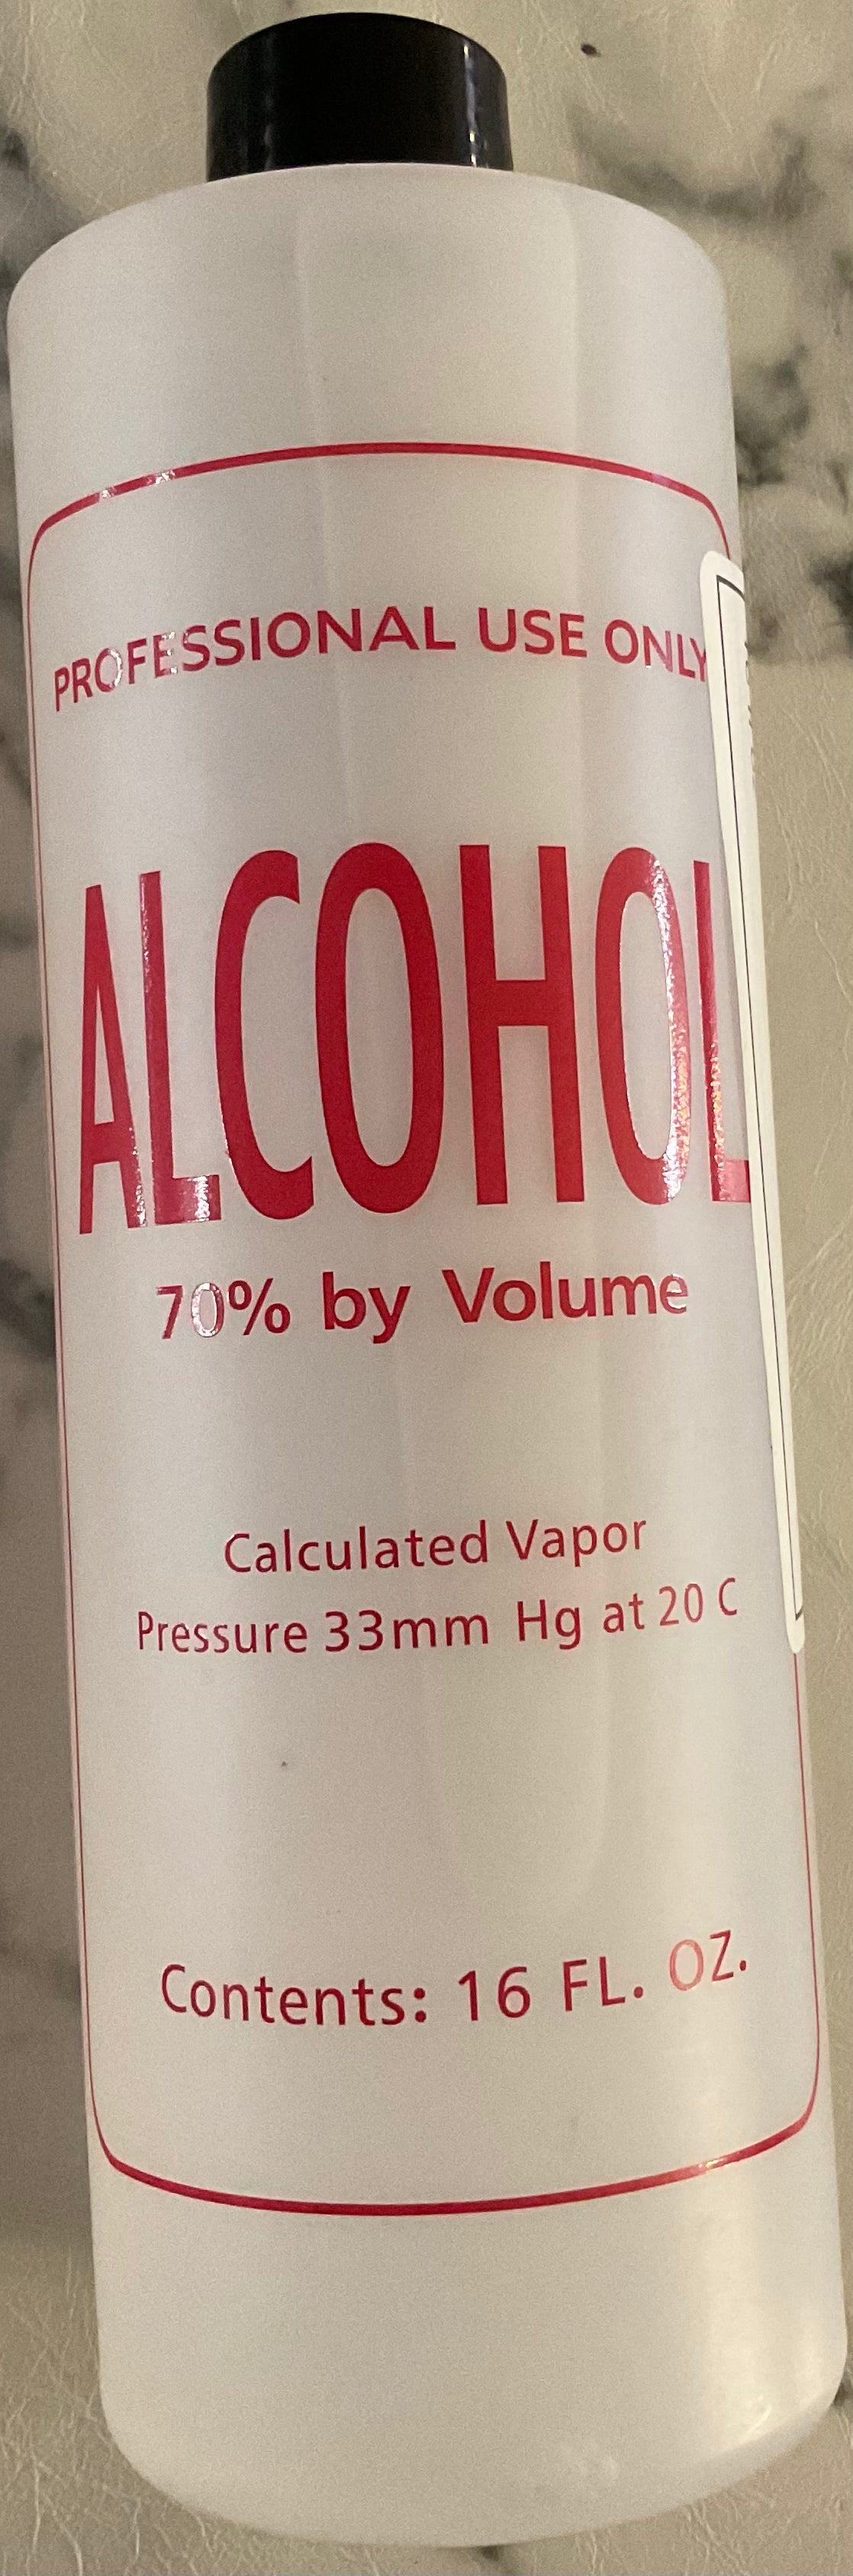 PROFESSIONAL USE ONLY
ALCOHOL
70% by Volume
Calculated Vapor
Pressure 33mm Hg at 20 C
Contents: 16 FL. OZ.